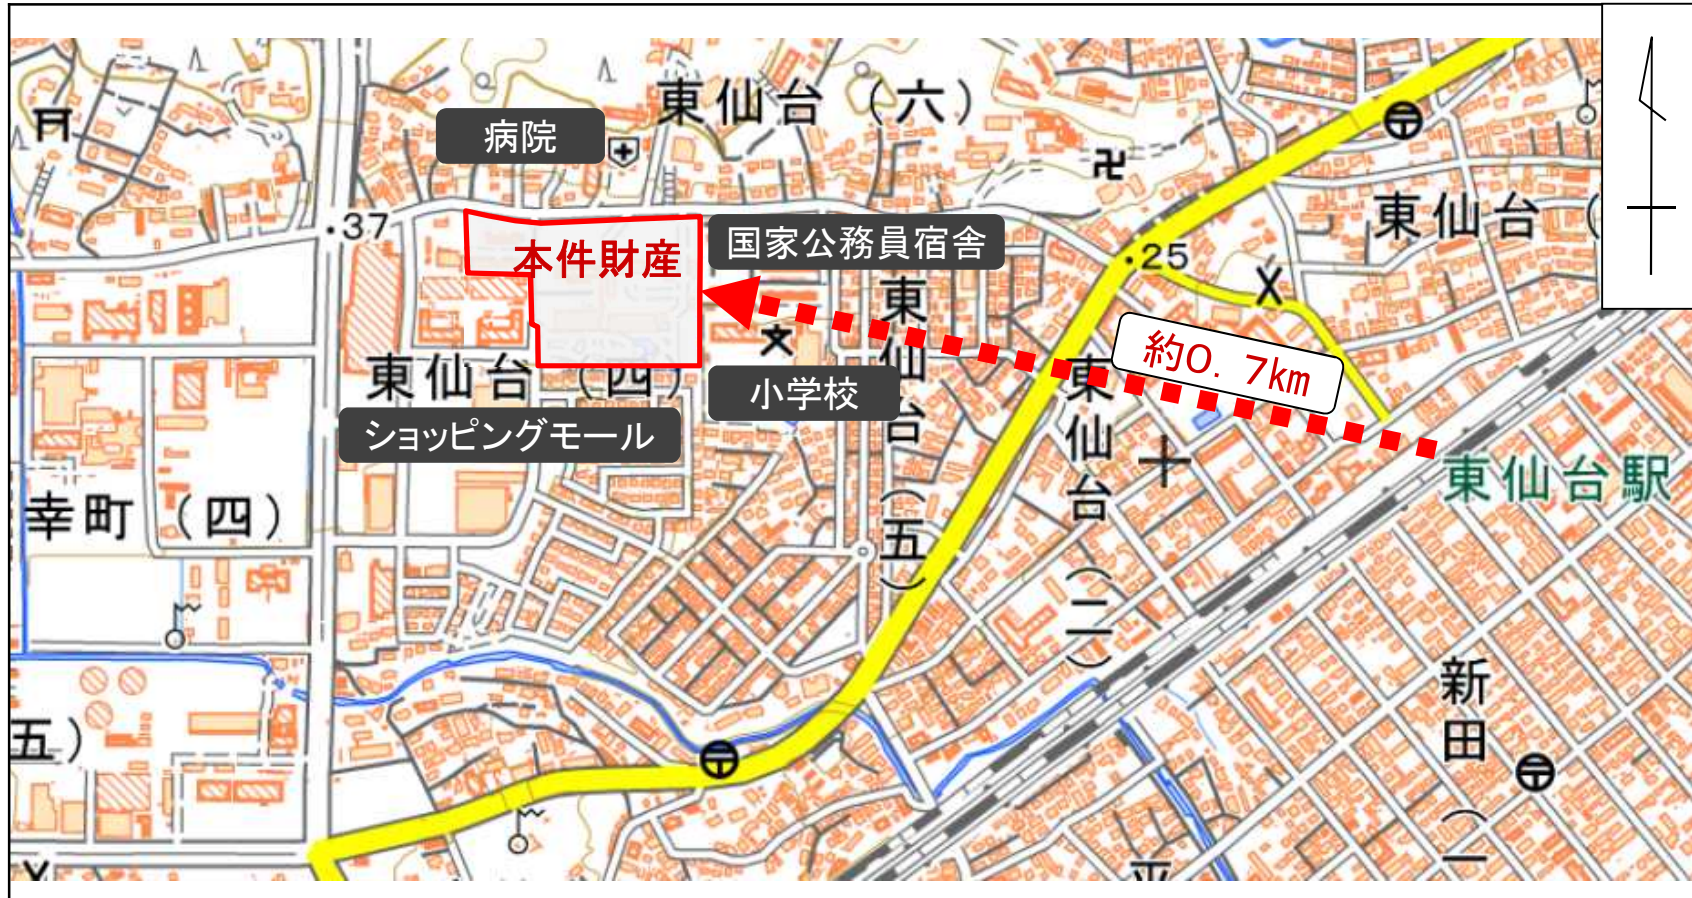 東仙台（六）
病院
東仙台（
・37
国家公務員宿舎
本件財産
・25
東仙台（五）
約0．7km
東仙台（四）
小学校
東仙台（二）
ショッピングモール
東仙台駅
幸町（四）
新田（一
五）
平